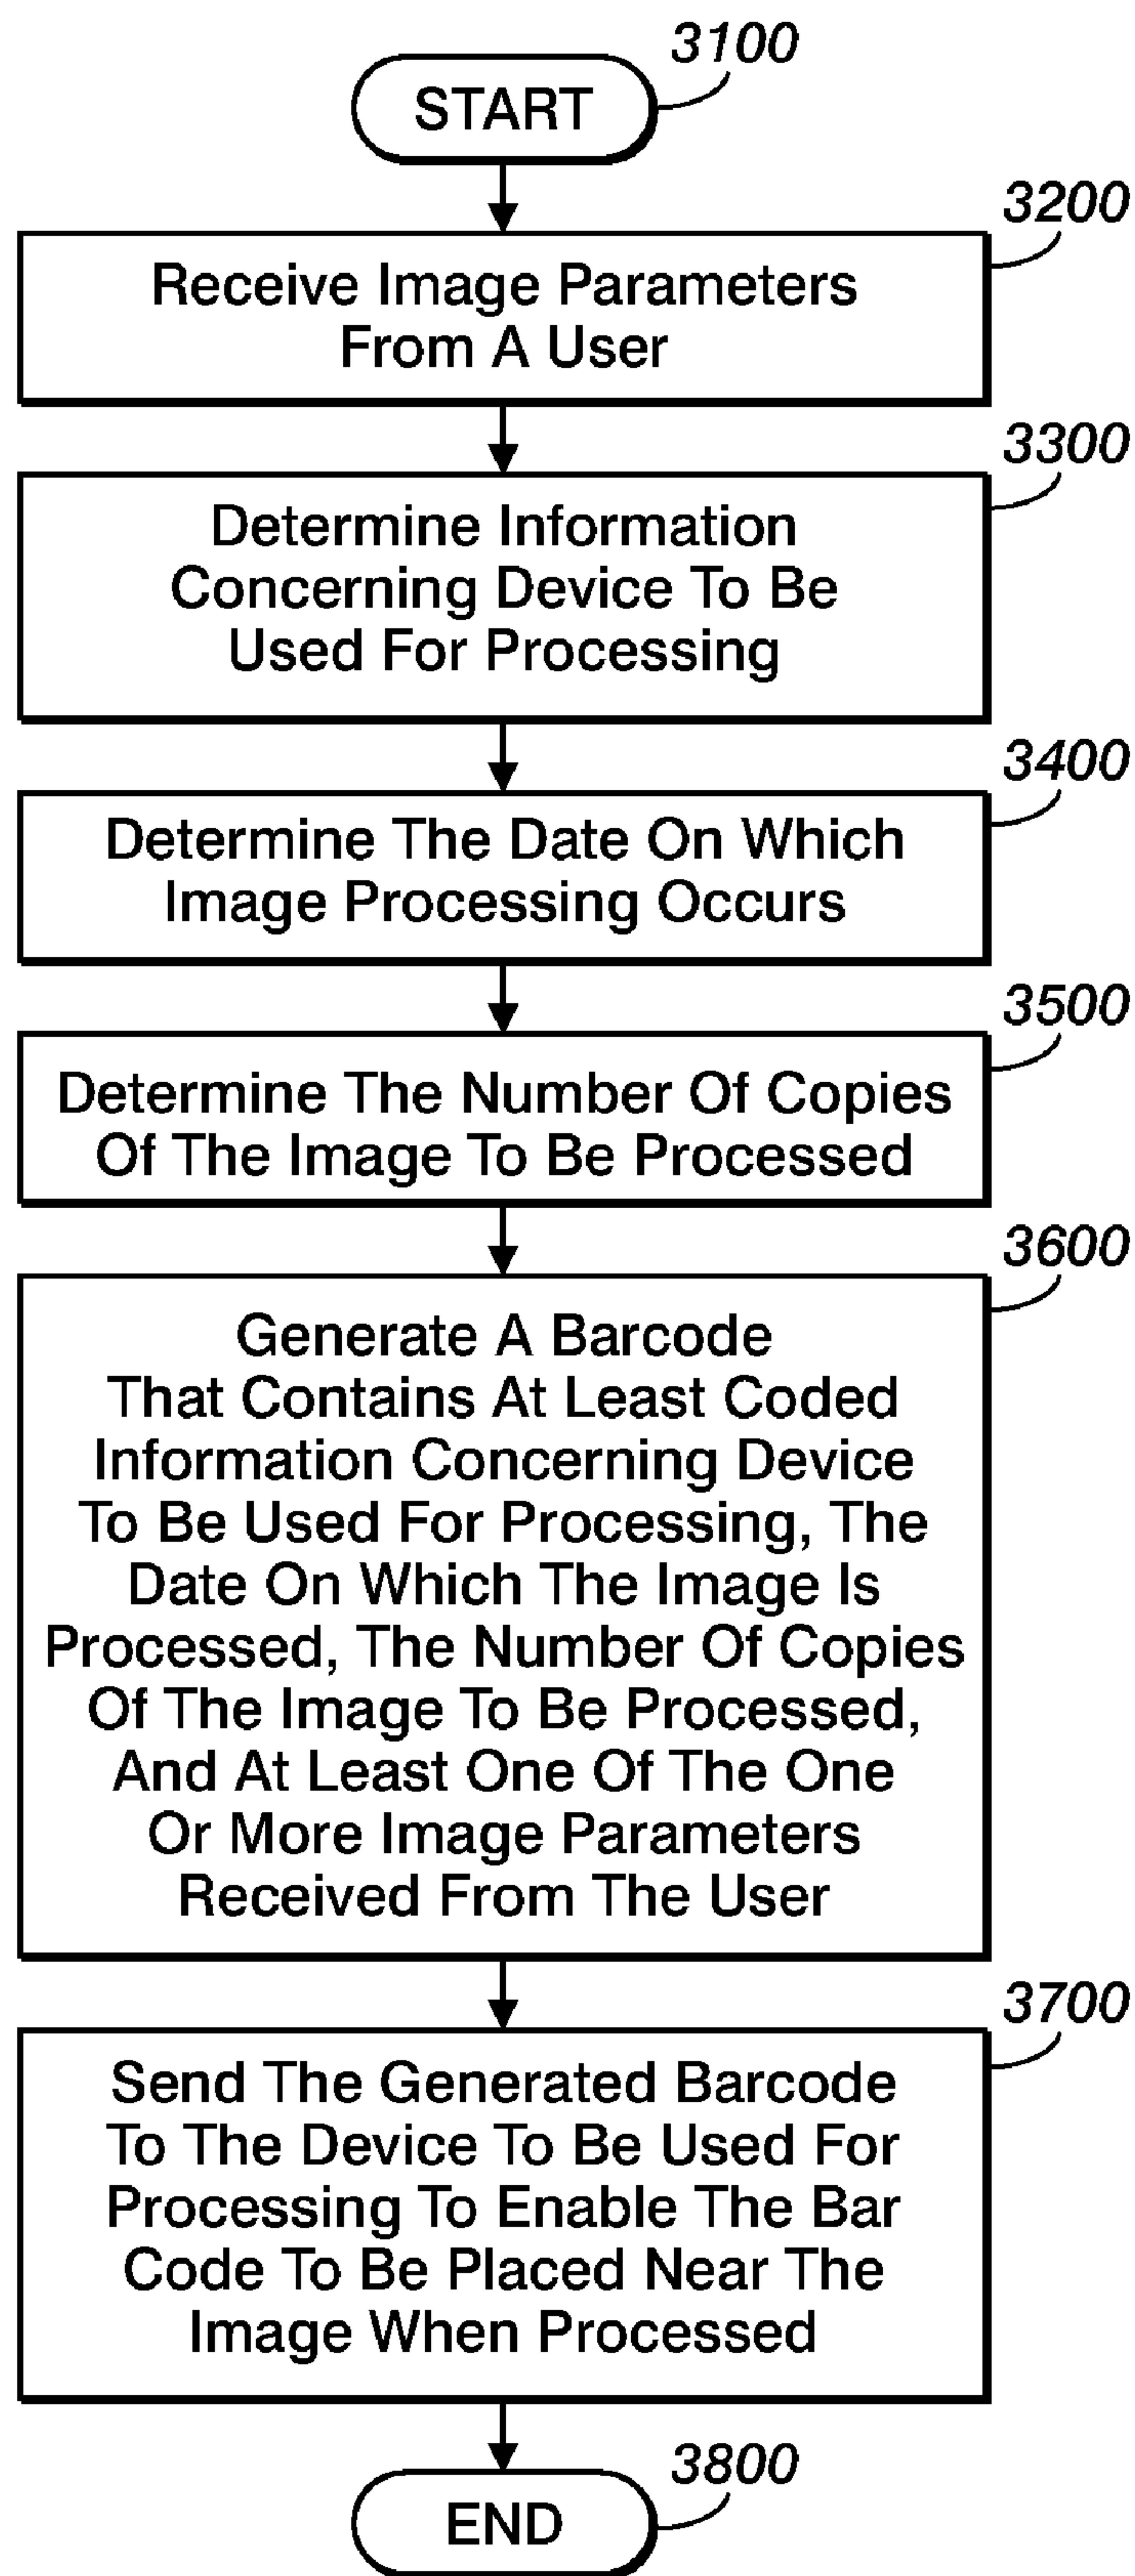 3100
START
3200
Receive Image Parameters
From A User
3300
Determine Information
Concerning Device To Be
Used For Processing
3400
Determine The Date On Which
Image Processing Occurs
3500
Determine The Number Of Copies
Of The Image To Be Processed
3600
Generate A Barcode
That Contains At Least Coded
Information Concerning Device
To Be Used For Processing, The
Date On Which The Image Is
Processed, The Number Of Copies
Of The Image To Be Processed,
And At Least One Of The One
Or More Image Parameters
Received From The User
3700
Send The Generated Barcode
To The Device To Be Used For
Processing To Enable The Bar
Code To Be Placed Near The
Image When Processed
3800
END